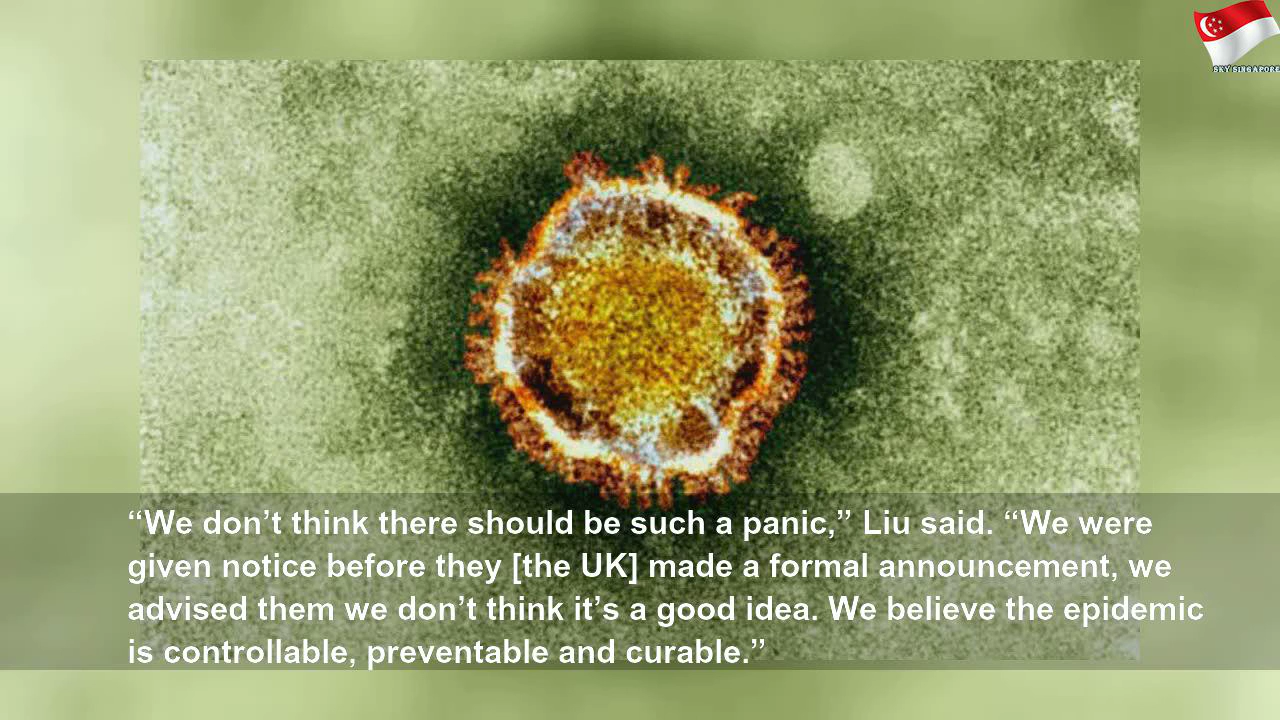 SKY SINGAPORE
“We don’t think there should be such a panic,” Liu said. “We were
given notice before they [the UK] made a formal announcement, we
advised them we don’t think it’s a good idea. We believe the epidemic
is controllable, preventable and curable.”